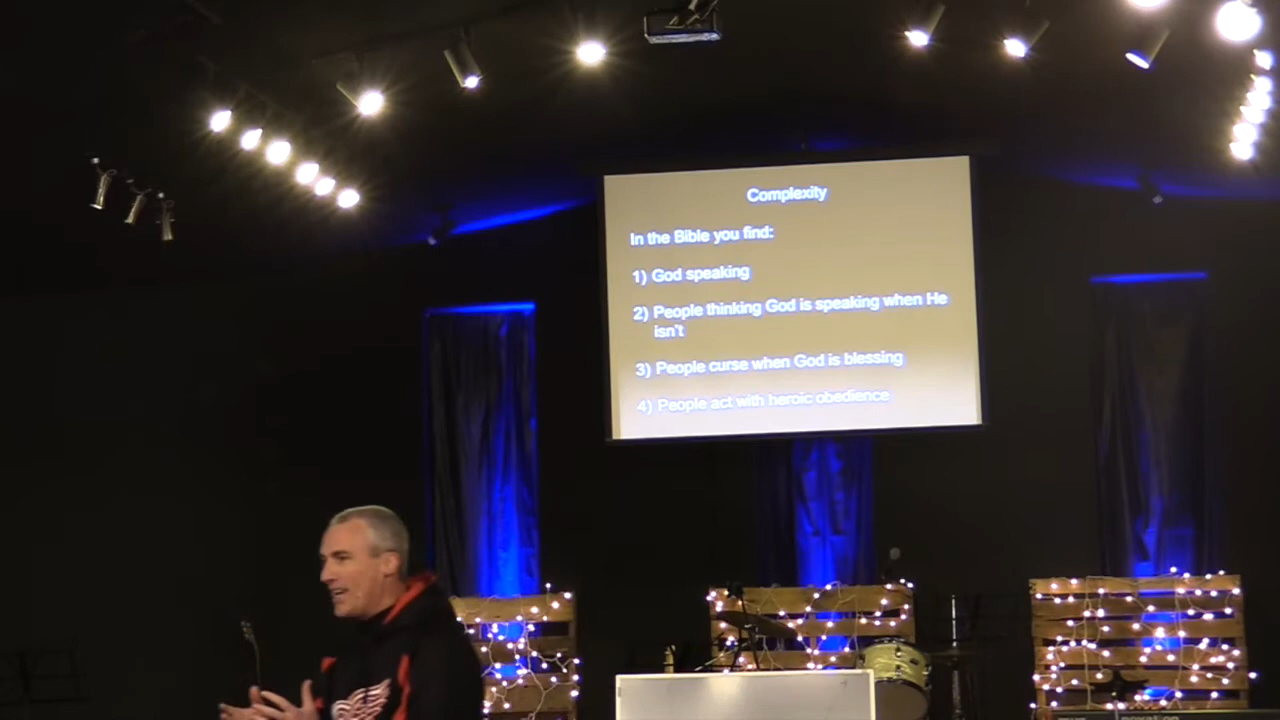 Complexity
In the Bible you find:
1) God speaking
2) People thinking God is speaking when He
isn't
3) People curse when God is blessing
4) People act with heroic obedience